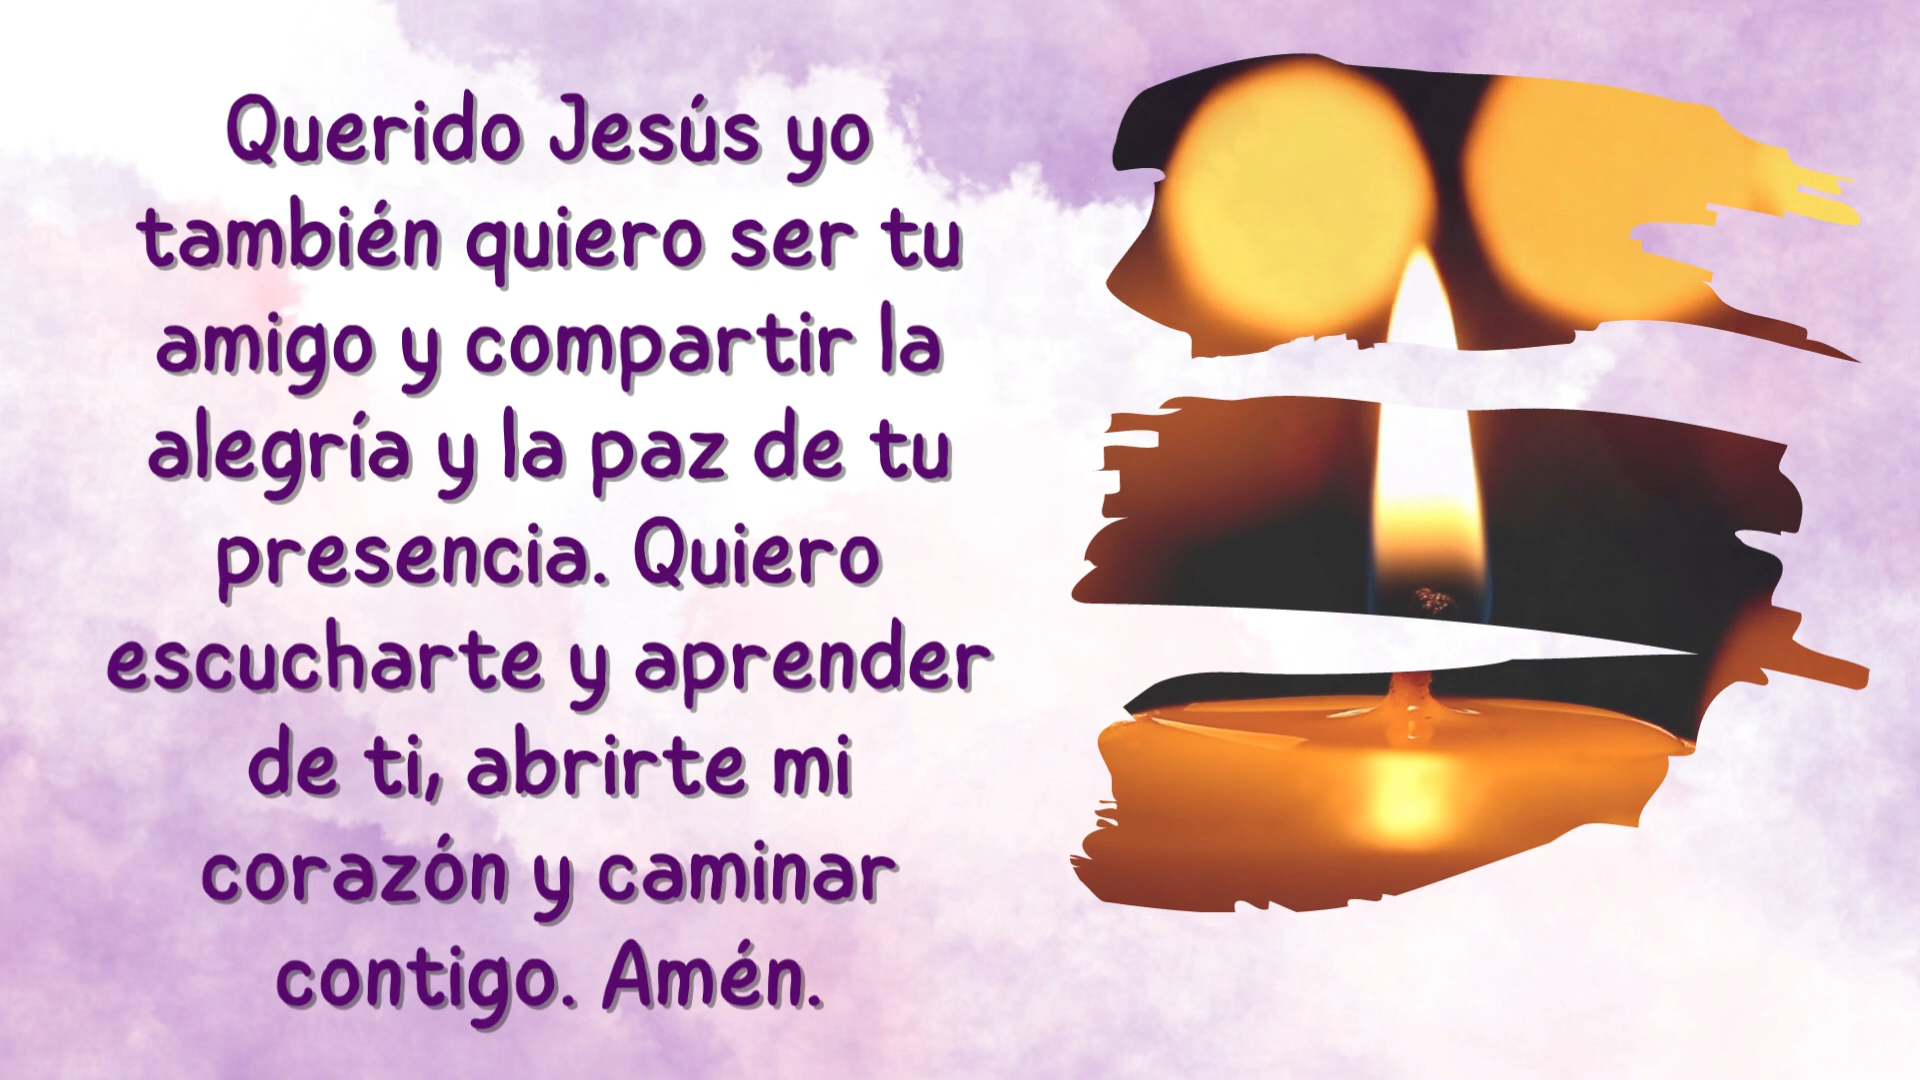 Querido Jesús yo
también quiero ser tu
amigo y compartir la
alegría y la paz de tu
presencia. Quiero
escucharte y aprender
de ti, abrirte mi
corazón y caminar
contigo. Amén.